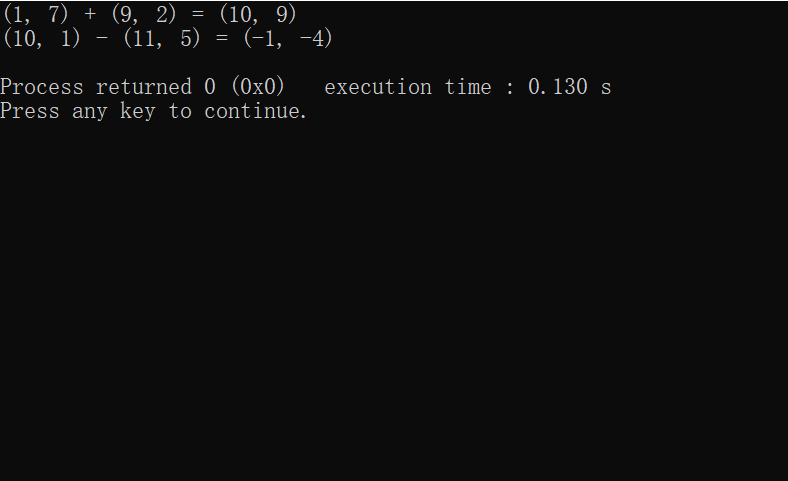 (1, 7) + (9, 2) = (10, 9)
(10, 1) - (11, 5) = (-1, -4)
Process returned 0 (0x0)   execution time : 0.130 s
Press any key to continue.